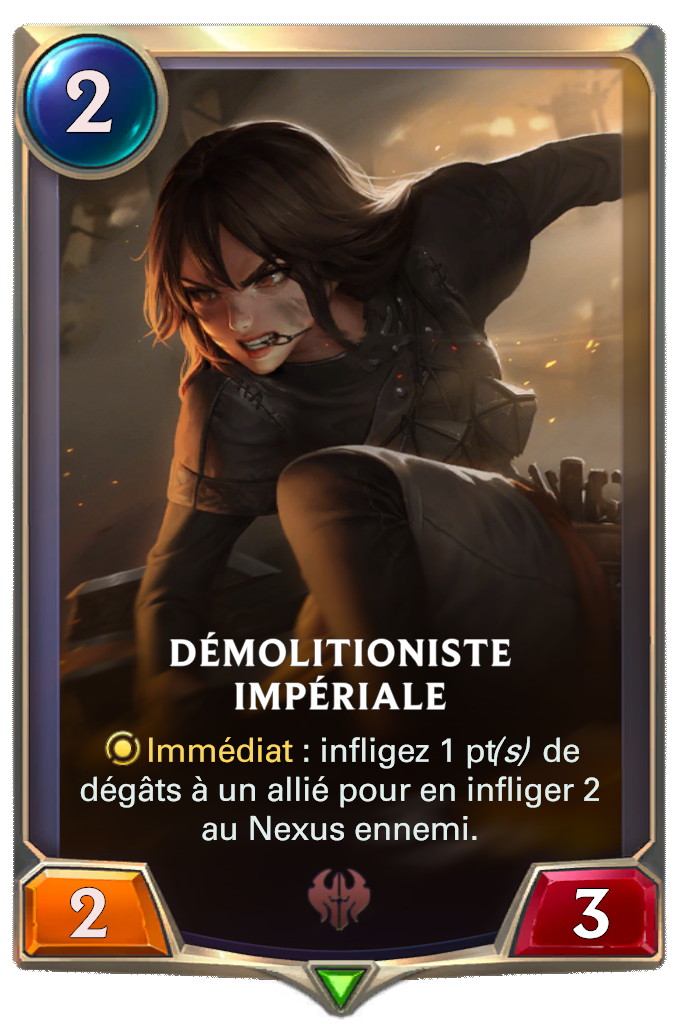 2
DÉMOLITIONISTE
IMPÉRIALE
Immédiat : infligez 1 pt(s) de
dégâts à un allié pour en infliger 2
au Nexus ennemi.
2
3